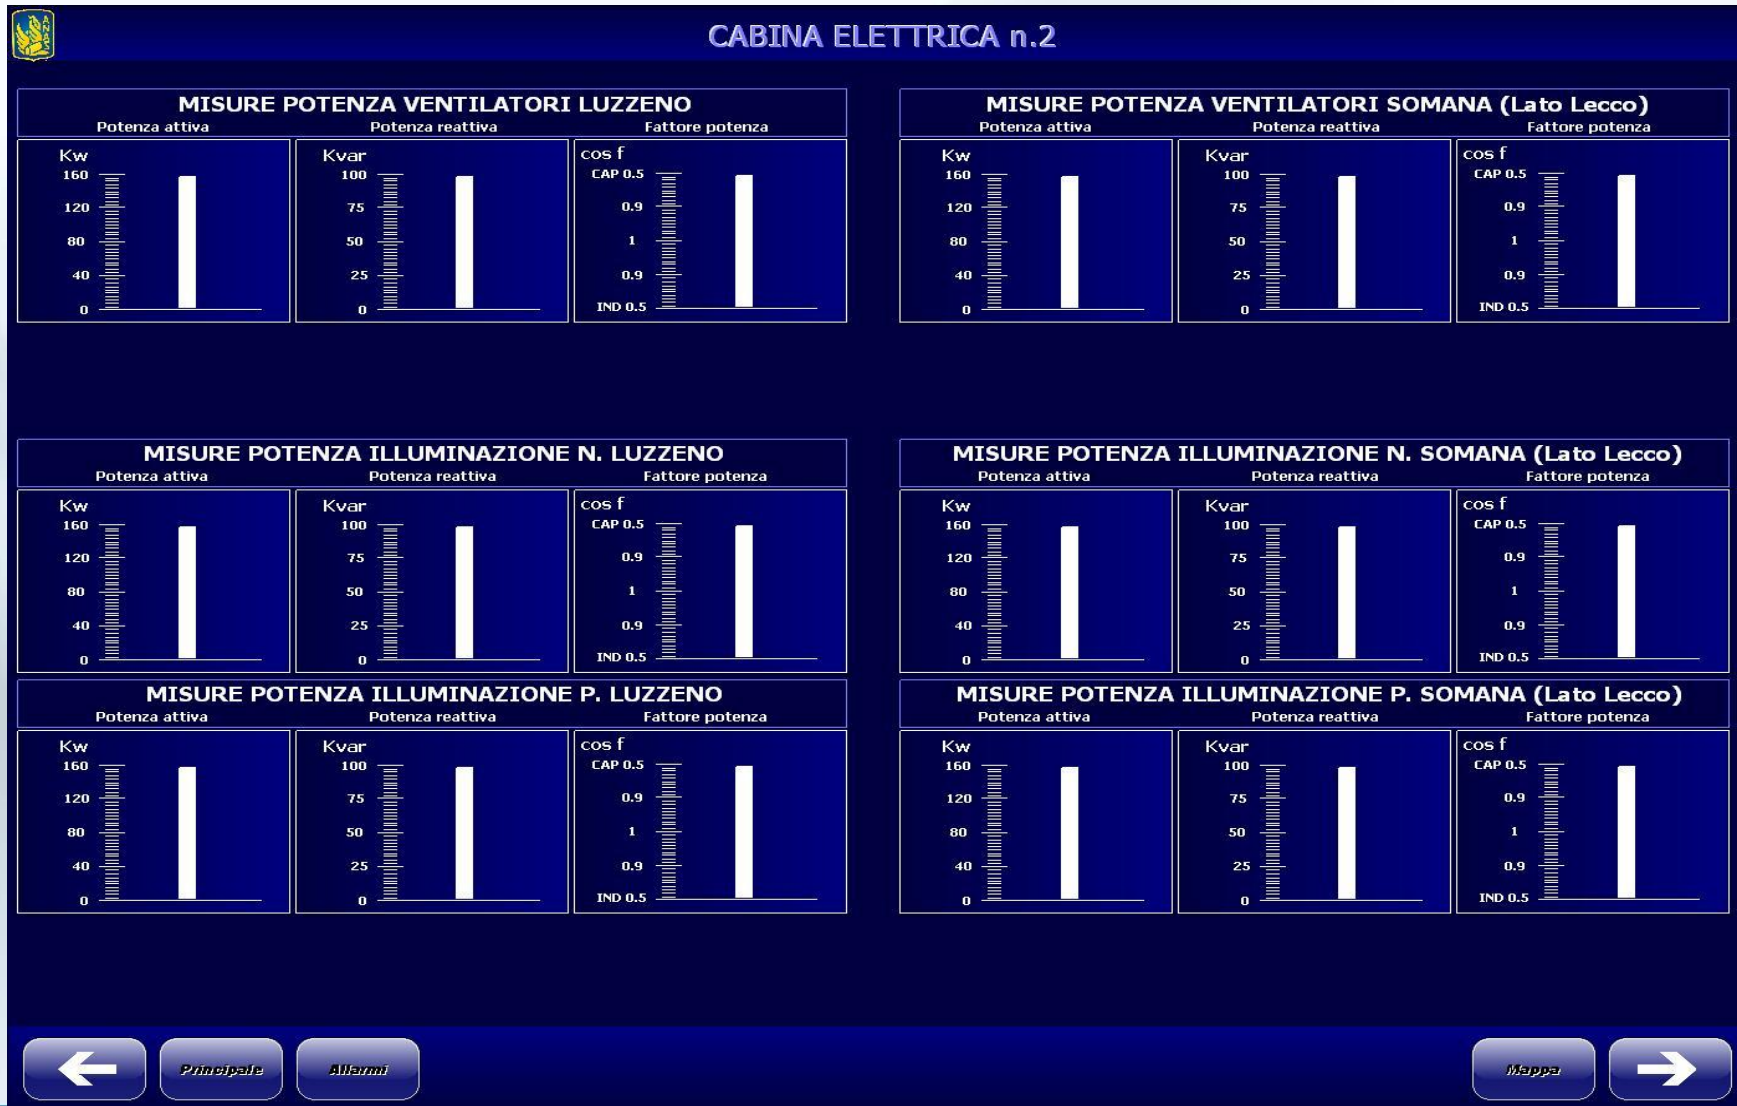 ANAS
CABINA ELETTRICA n.2
MISURE POTENZA VENTILATORI LUZZENO
Potenza attiva Potenza reattiva Fattore potenza
Kw
160
120
80
40
0
Kvar
100
75
50
25
0
cos f
CAP 0.5
0.9
1
0.9
IND 0.5
MISURE POTENZA VENTILATORI SOMANA (Lato Lecco)
Potenza attiva Potenza reattiva Fattore potenza
Kw
160
120
80
40
0
Kvar
100
75
50
25
0
cos f
CAP 0.5
0.9
1
0.9
IND 0.5
MISURE POTENZA ILLUMINAZIONE N. LUZZENO
Potenza attiva Potenza reattiva Fattore potenza
Kw
160
120
80
40
0
Kvar
100
75
50
25
0
cos f
CAP 0.5
0.9
1
0.9
IND 0.5
MISURE POTENZA ILLUMINAZIONE N. SOMANA (Lato Lecco)
Potenza attiva Potenza reattiva Fattore potenza
Kw
160
120
80
40
0
Kvar
100
75
50
25
0
cos f
CAP 0.5
0.9
1
0.9
IND 0.5
MISURE POTENZA ILLUMINAZIONE P. LUZZENO
Potenza attiva Potenza reattiva Fattore potenza
Kw
160
120
80
40
0
Kvar
100
75
50
25
0
cos f
CAP 0.5
0.9
1
0.9
IND 0.5
MISURE POTENZA ILLUMINAZIONE P. SOMANA (Lato Lecco)
Potenza attiva Potenza reattiva Fattore potenza
Kw
160
120
80
40
0
Kvar
100
75
50
25
0
cos f
CAP 0.5
0.9
1
0.9
IND 0.5
Principale
Allarmi
Mappa